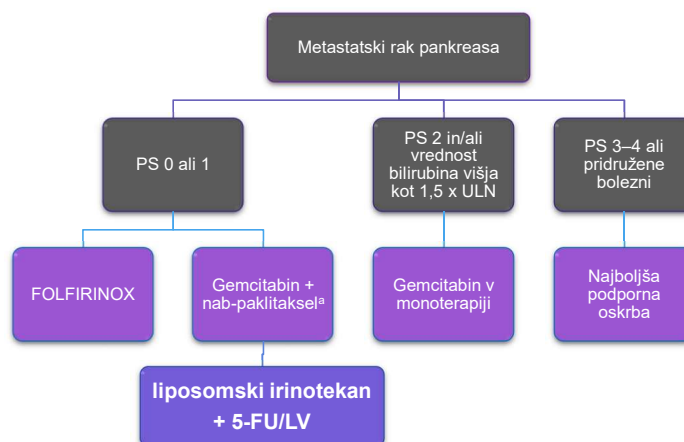 Metastatski rak pankreasa
PS 0 ali 1
PS 2 in/ali
vrednost
bilirubina višja
kot 1,5 x ULN
PS 3–4 ali
pridružene
bolezni
FOLFIRINOX
Gemcitabin +
nab-paklitakselᵃ
Gemcitabin v
monoterapiji
Najboljša
podporna
oskrba
liposomski irinotekan
+ 5-FU/LV